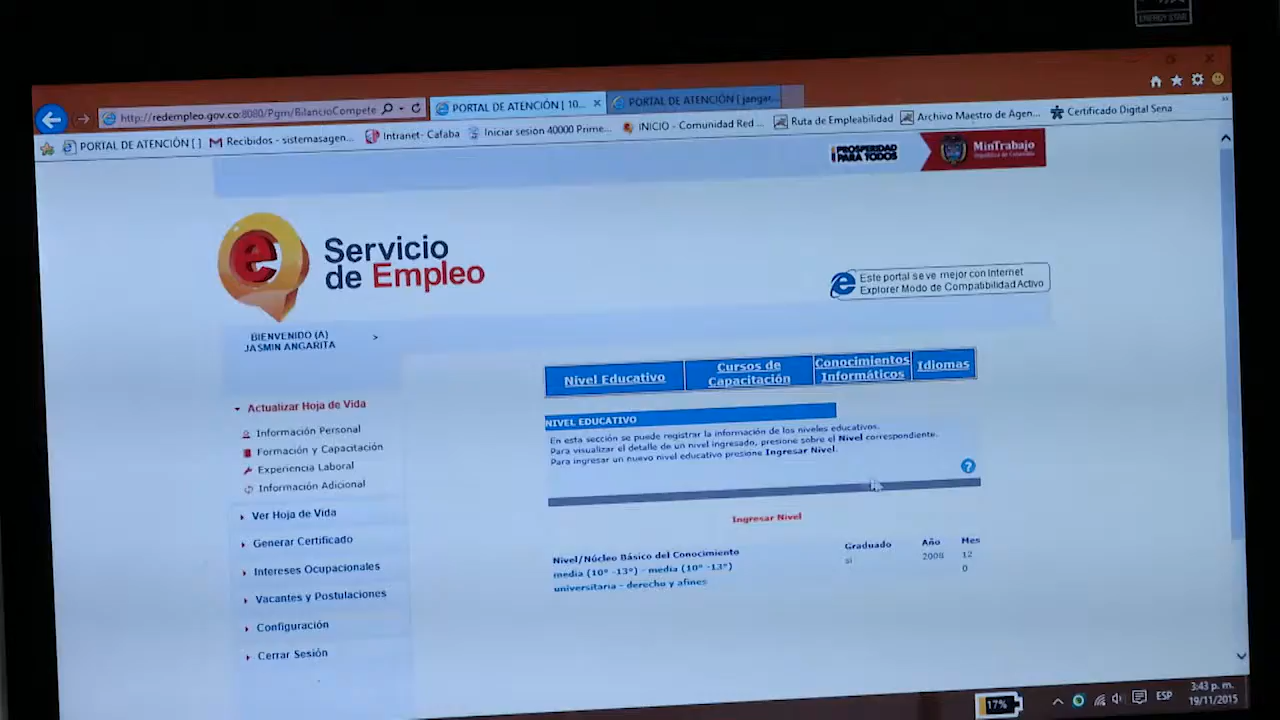 ENERGY STAR
http://redempleo.gov.co:8080/Pgm/BilancioCompete
PORTAL DE ATENCIÓN [ 10...
PORTAL DE ATENCIÓN [ jangar...
PORTAL DE ATENCIÓN [ ]
Recibidos - sistemasagen...
Intranet- Cafaba
Iniciar sesión 40000 Prime...
INICIO - Comunidad Red ...
Ruta de Empleabilidad
Archivo Maestro de Agen...
Certificado Digital Sena
PROSPERIDAD
PARA TODOS
MinTrabajo
República de Colombia
Servicio
de Empleo
Este portal se ve mejor con Internet
Explorer Modo de Compatibilidad Activo
BIENVENIDO (A)
JASMIN ANGARITA
>
Actualizar Hoja de Vida
Información Personal
Formación y Capacitación
Experiencia Laboral
Información Adicional
Ver Hoja de Vida
Generar Certificado
Intereses Ocupacionales
Vacantes y Postulaciones
Configuración
Cerrar Sesión
Nivel Educativo
Cursos de
Capacitación
Conocimientos
Informáticos
Idiomas
NIVEL EDUCATIVO
En esta sección se puede registrar la información de los niveles educativos.
Para visualizar el detalle de un nivel ingresado, presione sobre el Nivel correspondiente.
Para ingresar un nuevo nivel educativo presione Ingresar Nivel.
?
Ingresar Nivel
Nivel/Núcleo Básico del Conocimiento Graduado Año Mes
media (10° -13°) - media (10° -13°) si 2008 12
universitaria - derecho y afines 0
17%
ESP
3:43 p. m.
19/11/2015